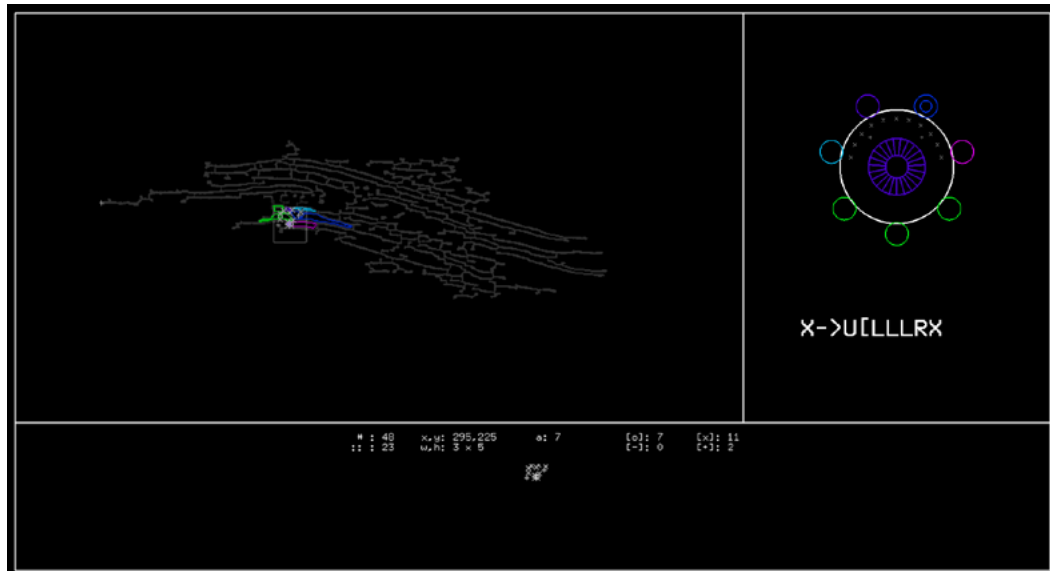 X->U[LLLRX
# : 48 x,y: 295,225 a: 7 [o]: 7 [x]: 11
:: : 23 w,h: 3 x 5 [-]: 0 [+]: 2